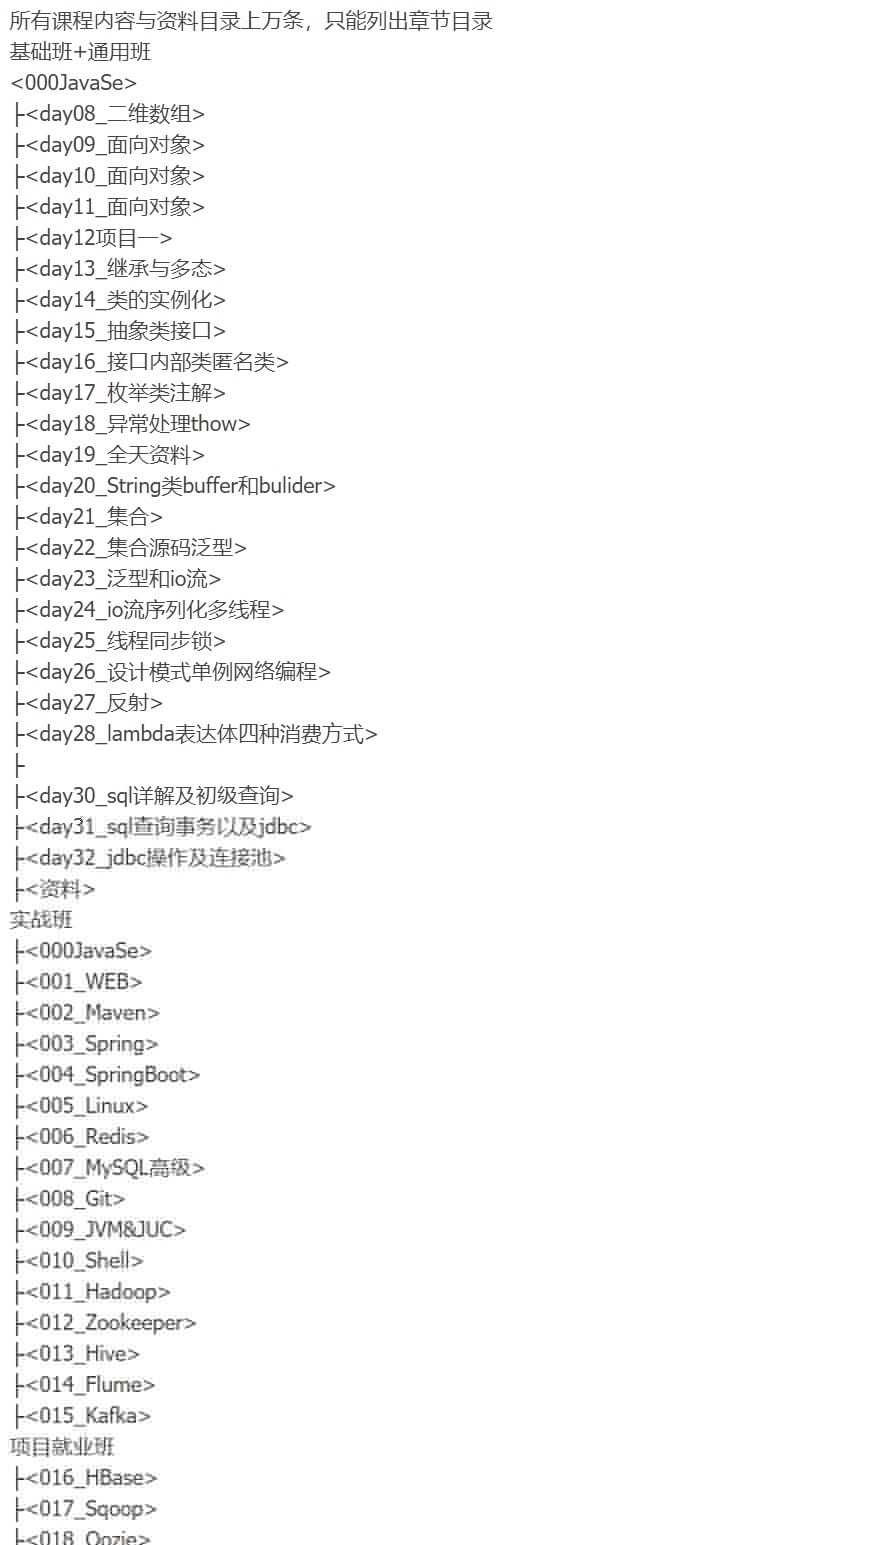 所有课程内容与资料目录上万条，只能列出章节目录
基础班+通用班
<000JavaSe>
├<day08_二维数组>
├<day09_面向对象>
├<day10_面向对象>
├<day11_面向对象>
├<day12项目一>
├<day13_继承与多态>
├<day14_类的实例化>
├<day15_抽象类接口>
├<day16_接口内部类匿名类>
├<day17_枚举类注解>
├<day18_异常处理thow>
├<day19_全天资料>
├<day20_String类buffer和bulider>
├<day21_集合>
├<day22_集合源码泛型>
├<day23_泛型和io流>
├<day24_io流序列化多线程>
├<day25_线程同步锁>
├<day26_设计模式单例网络编程>
├<day27_反射>
├<day28_lambda表达体四种消费方式>
├
├<day30_sql详解及初级查询>
├<day31_sql查询事务以及jdbc>
├<day32_jdbc操作及连接池>
├<资料>
实战班
├<000JavaSe>
├<001_WEB>
├<002_Maven>
├<003_Spring>
├<004_SpringBoot>
├<005_Linux>
├<006_Redis>
├<007_MySQL高级>
├<008_Git>
├<009_JVM&JUC>
├<010_Shell>
├<011_Hadoop>
├<012_Zookeeper>
├<013_Hive>
├<014_Flume>
├<015_Kafka>
项目就业班
├<016_HBase>
├<017_Sqoop>
├<018_Oozie>